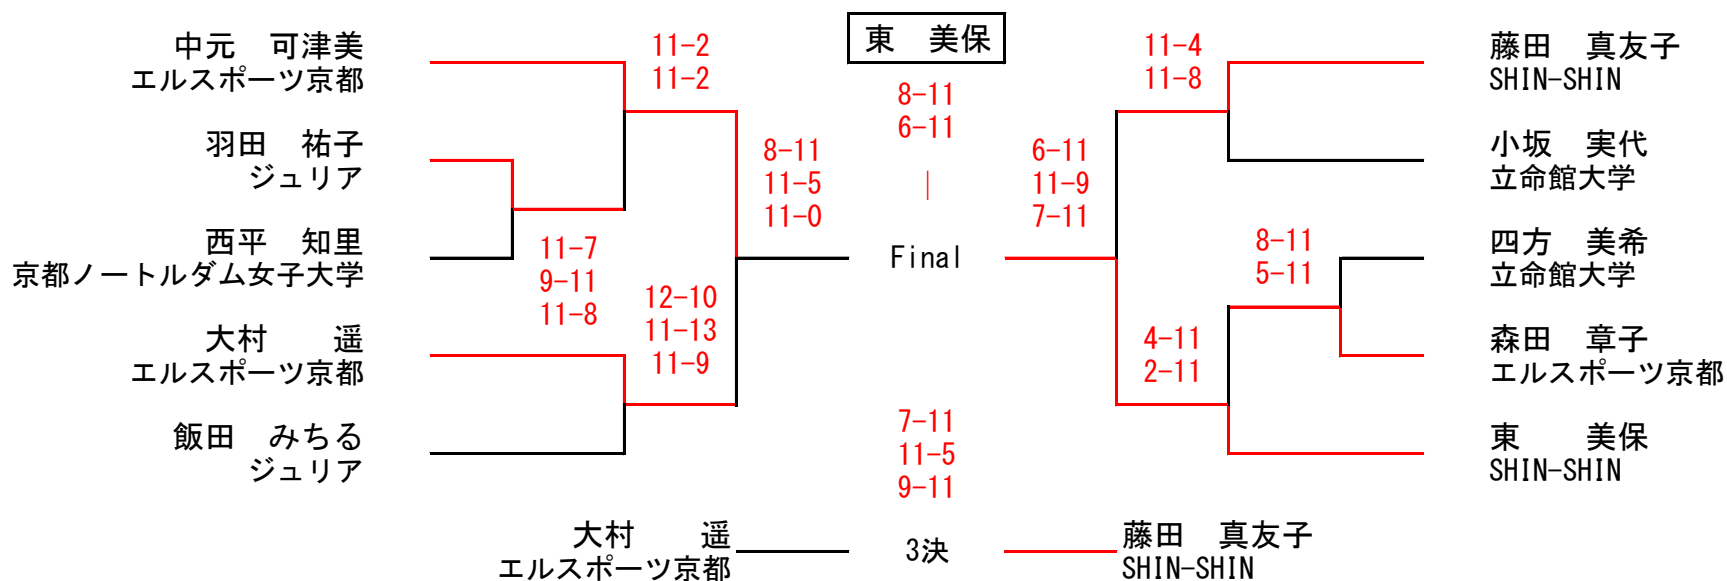 東　美保
中元　可津美
エルスポーツ京都
11-2
11-2
羽田　祐子
ジュリア
西平　知里
京都ノートルダム女子大学
11-7
9-11
11-8
大村　遥
エルスポーツ京都
12-10
11-13
11-9
飯田　みちる
ジュリア
8-11
11-5
11-0
8-11
6-11
|
Final
6-11
11-9
7-11
11-4
11-8
藤田　真友子
SHIN-SHIN
小坂　実代
立命館大学
8-11
5-11
四方　美希
立命館大学
4-11
2-11
森田　章子
エルスポーツ京都
東　美保
SHIN-SHIN
7-11
11-5
9-11
大村　遥
エルスポーツ京都
3決
藤田　真友子
SHIN-SHIN